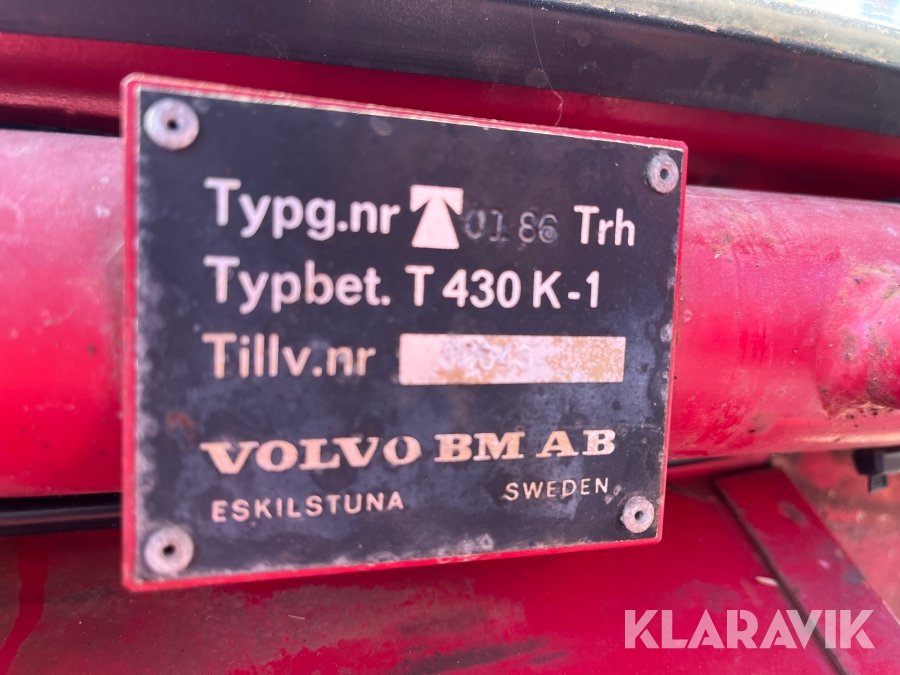 Typg.nr T 0186 Trh
Typbet. T 430 K-1
Tillv.nr
VOLVO BM AB
ESKILSTUNA SWEDEN
KLARAVIK